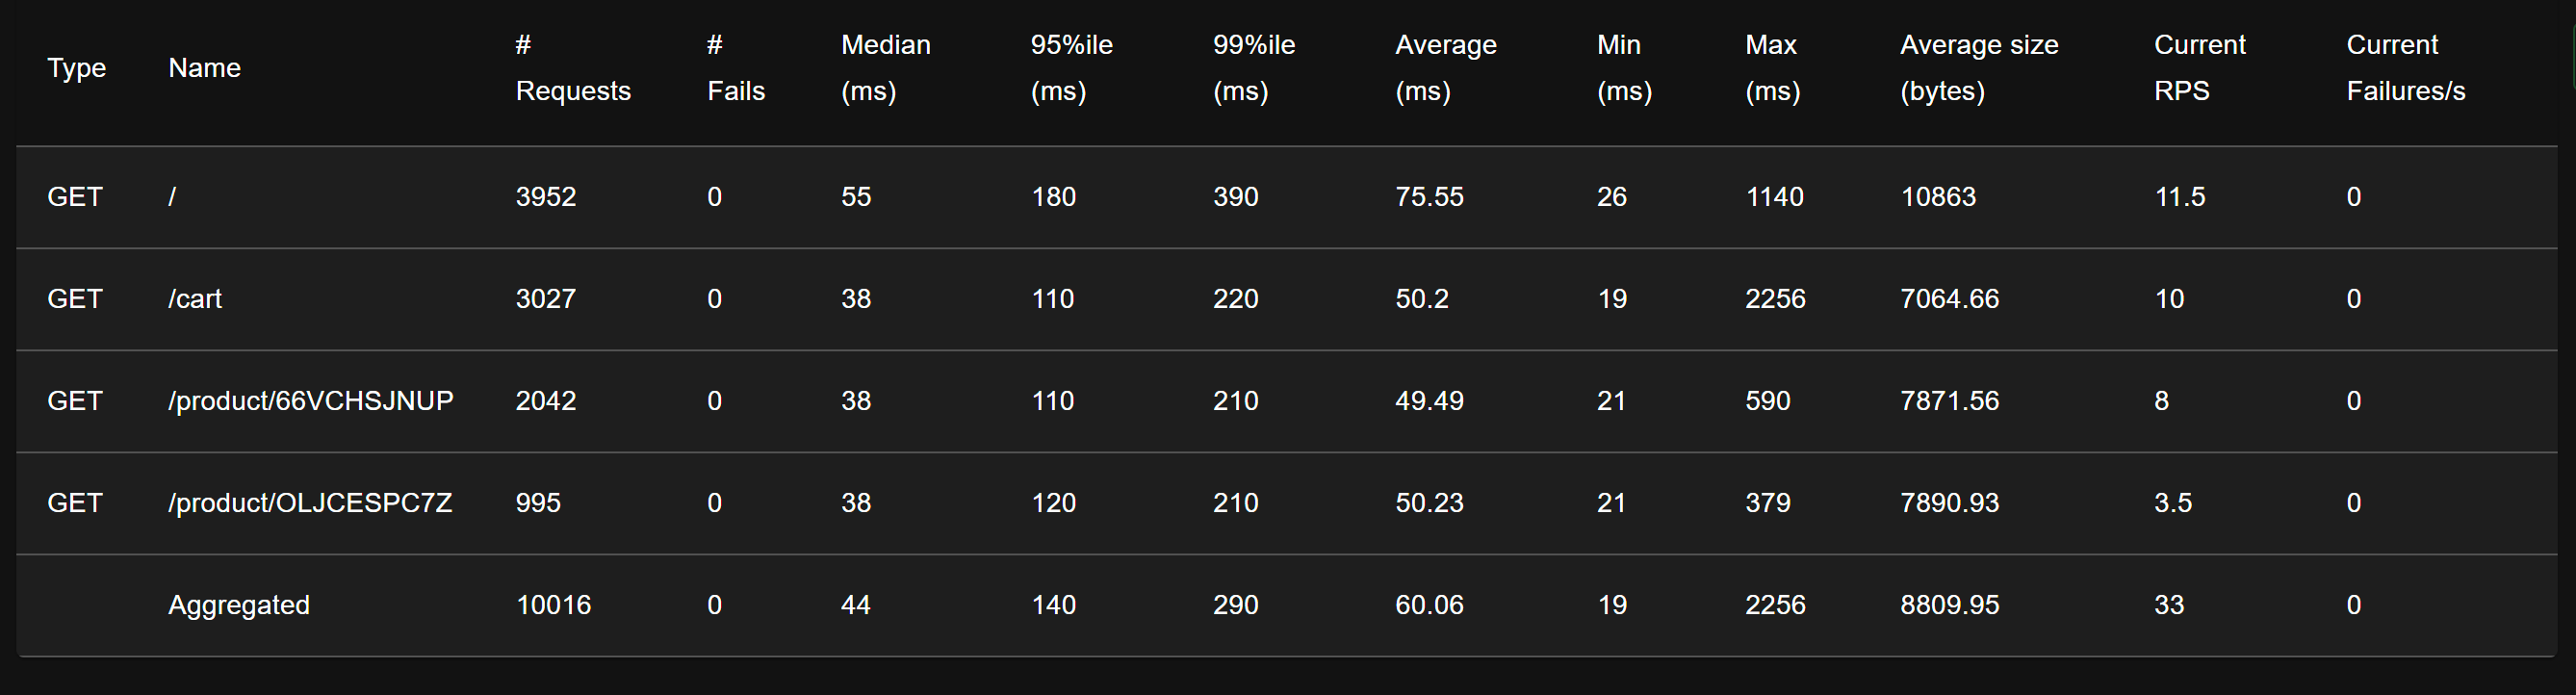 Type Name # Requests # Fails Median (ms) 95%ile (ms) 99%ile (ms) Average (ms) Min (ms) Max (ms) Average size (bytes) Current RPS Current Failures/s
GET / 3952 0 55 180 390 75.55 26 1140 10863 11.5 0
GET /cart 3027 0 38 110 220 50.2 19 2256 7064.66 10 0
GET /product/66VCHSJNUP 2042 0 38 110 210 49.49 21 590 7871.56 8 0
GET /product/OLJCESPC7Z 995 0 38 120 210 50.23 21 379 7890.93 3.5 0
Aggregated 10016 0 44 140 290 60.06 19 2256 8809.95 33 0